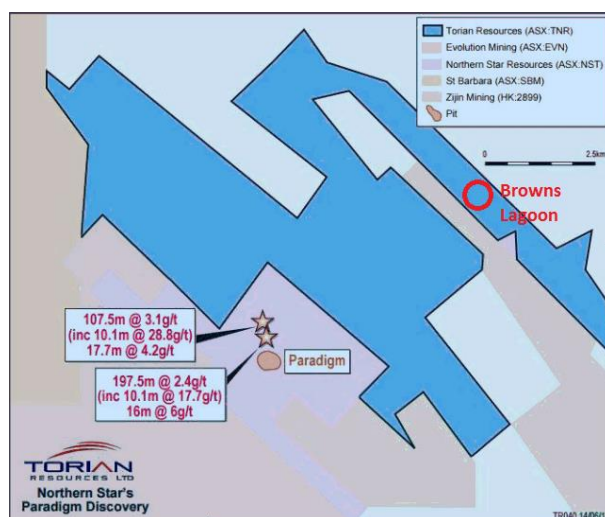 Torian Resources (ASX:TNR)
Evolution Mining (ASX:EVN)
Northern Star Resources (ASX:NST)
St Barbara (ASX:SBM)
Zijin Mining (HK:2899)
Pit
0
2.5km
Browns
Lagoon
107.5m @ 3.1g/t
(inc 10.1m @ 28.8g/t)
17.7m @ 4.2g/t
Paradigm
197.5m @ 2.4g/t
(inc 10.1m @ 17.7g/t)
16m @ 6g/t
TORIAN
RESOURCES LTD
Northern Star's
Paradigm Discovery